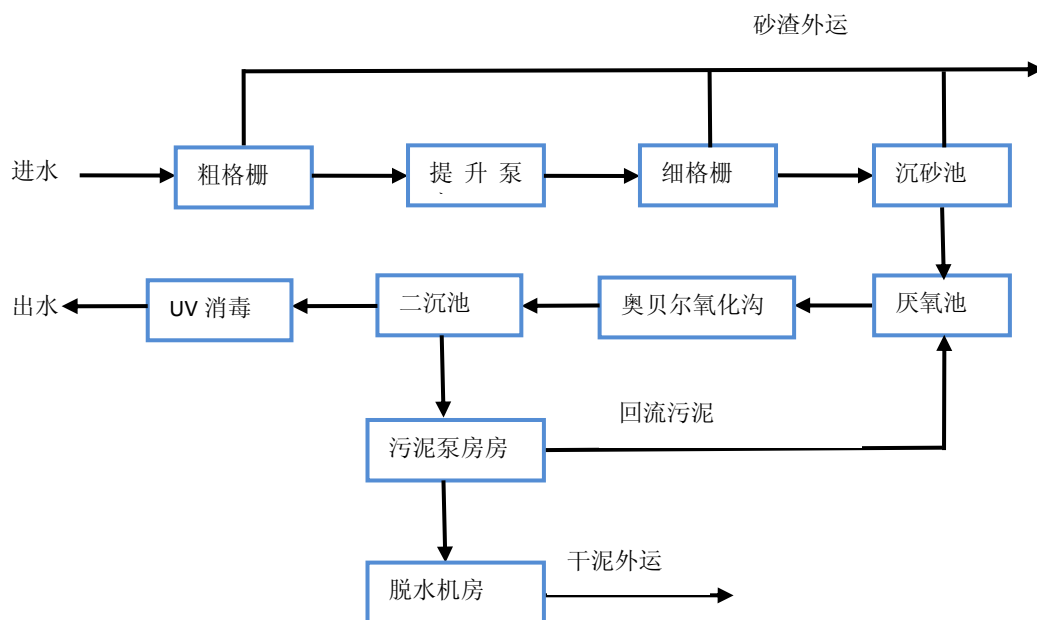 砂渣外运
进水
粗格栅
提升泵
细格栅
沉砂池
出水
UV 消毒
二沉池
奥贝尔氧化沟
厌氧池
回流污泥
污泥泵房房
干泥外运
脱水机房